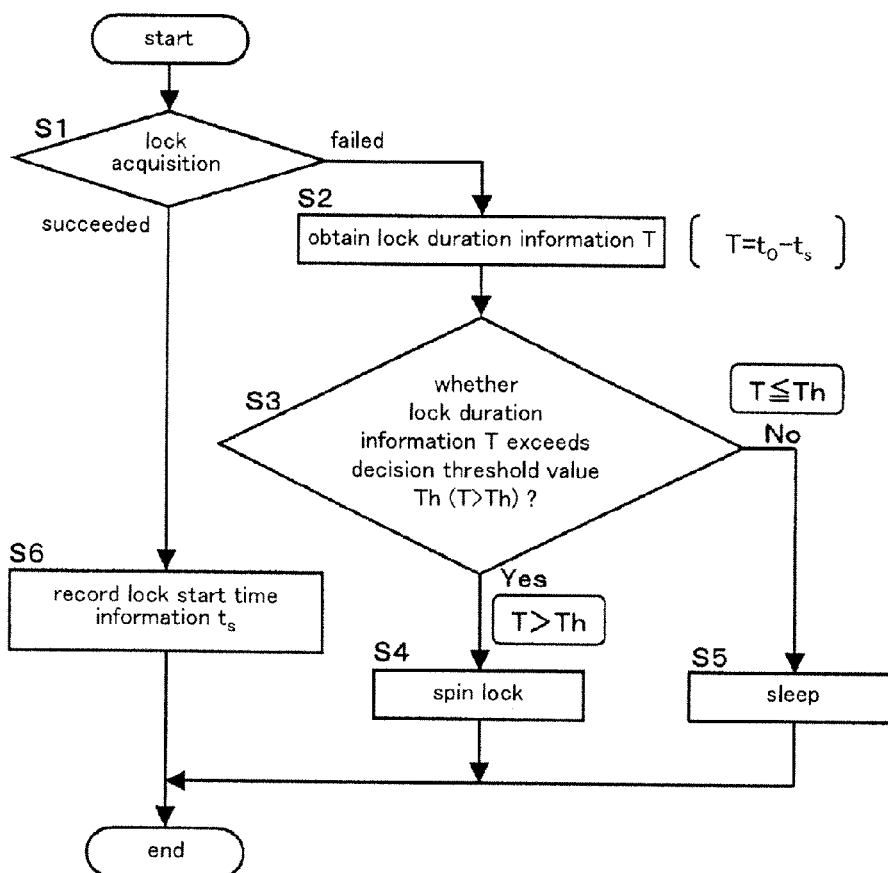 start
S1
lock
acquisition
failed
succeeded
S2
obtain lock duration information T
T=t₀-tₛ
S3
whether
lock duration
information T exceeds
decision threshold value
Th (T>Th) ?
T≦Th
No
Yes
T>Th
S6
record lock start time
information tₛ
S4
spin lock
S5
sleep
end